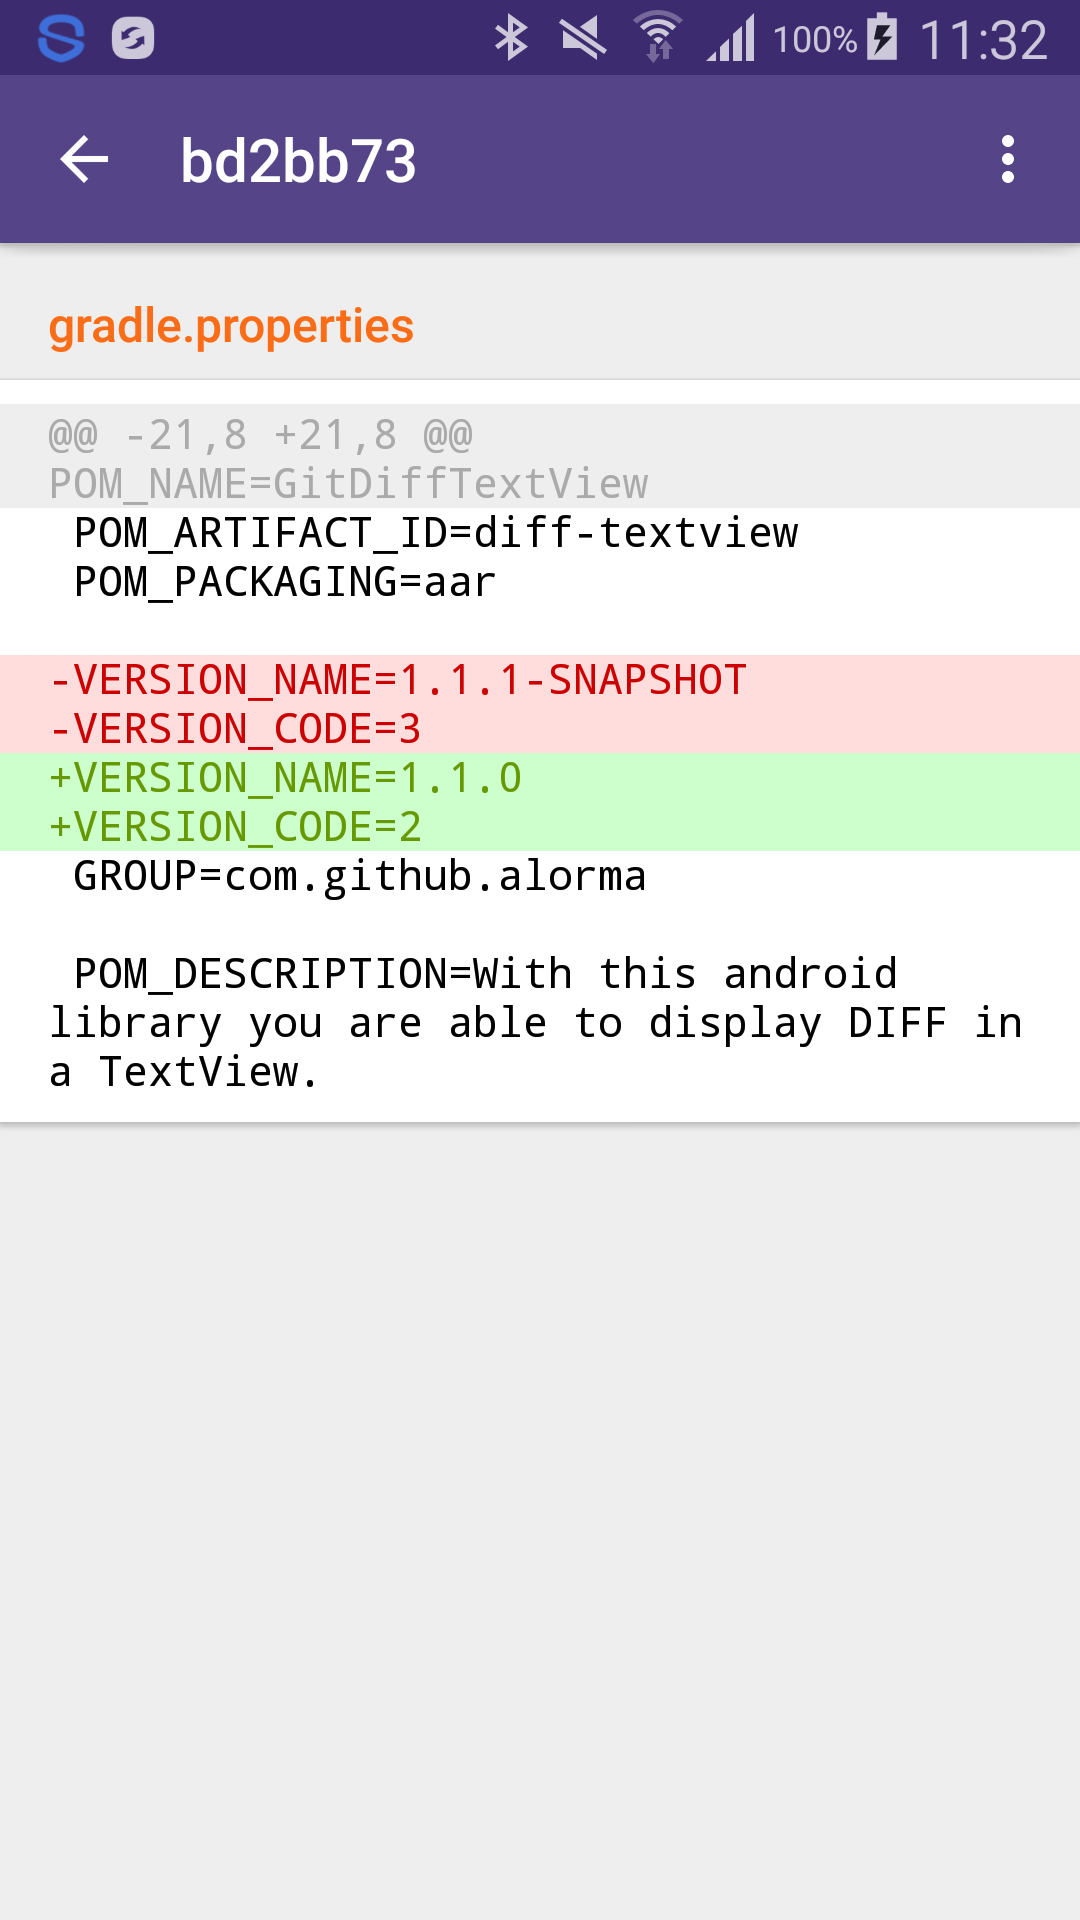 100% 11:32
bd2bb73
gradle.properties
@@ -21,8 +21,8 @@
POM_NAME=GitDiffTextView
 POM_ARTIFACT_ID=diff-textview
 POM_PACKAGING=aar
-VERSION_NAME=1.1.1-SNAPSHOT
-VERSION_CODE=3
+VERSION_NAME=1.1.0
+VERSION_CODE=2
 GROUP=com.github.alorma
 POM_DESCRIPTION=With this android
library you are able to display DIFF in
a TextView.